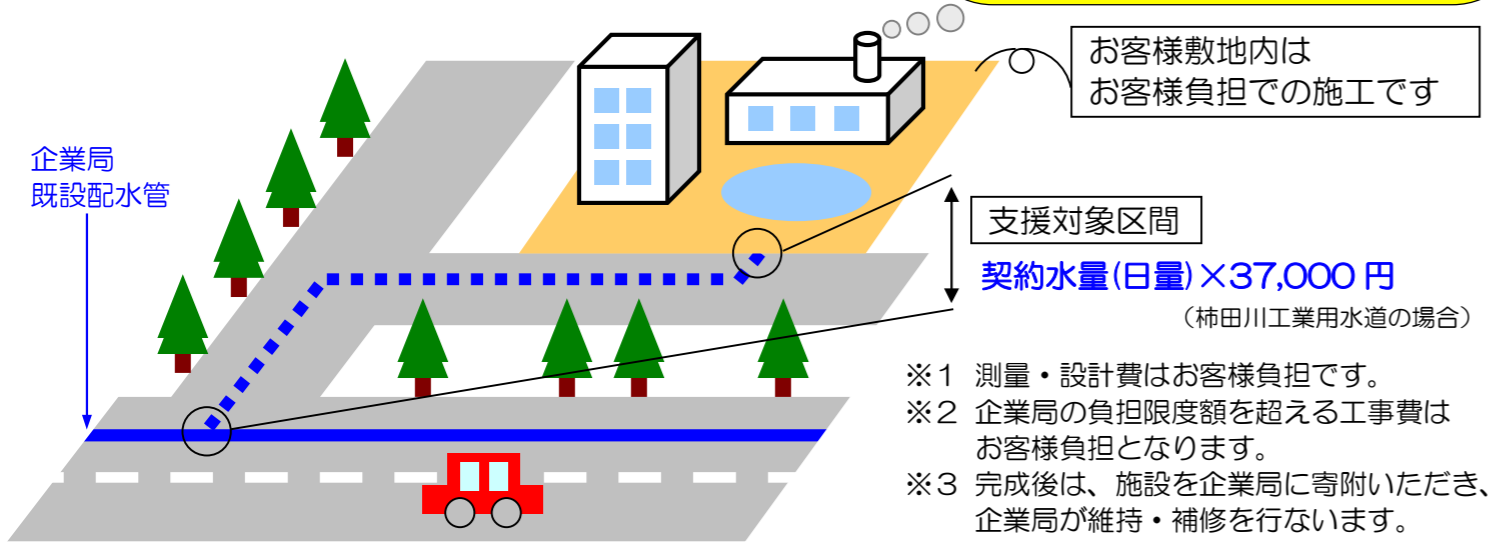 お客様敷地内は
お客様負担での施工です
企業局
既設配水管
支援対象区間
契約水量(日量)×37,000 円
（柿田川工業用水道の場合）
※１ 測量・設計費はお客様負担です。
※２ 企業局の負担限度額を超える工事費は
お客様負担となります。
※３ 完成後は、施設を企業局に寄附いただき、
企業局が維持・補修を行ないます。